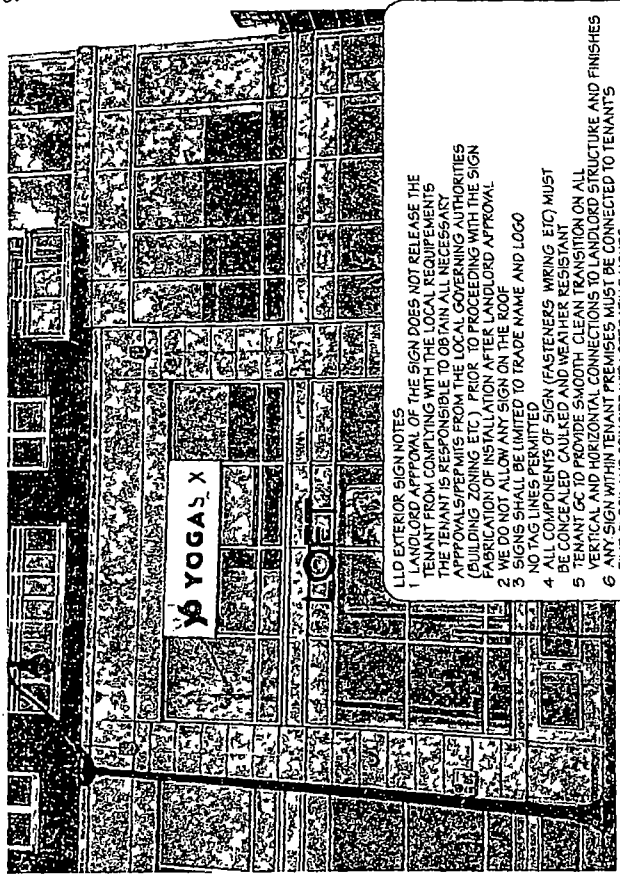 YOGAS_X
LLD EXTERIOR SIGN NOTES
1 LANDLORD APPPOVAL OF THE SIGN DOES NOT RELEASE THE
TENANT FROM COMPLYING WITH THE LOCAL REQUIPEMENTS
THE TENANT IS RESPONSIBLE TO OBTAIN ALL NECESSARY
APPPOVALS/PEPMITS FROM THE LOCAL GOVERNING AUTHORITIES
(BUILDING ZONING ETC) PRIOR TO PROCEEDING WITH THE SIGN
FABRICATION OF INSTALLATION AFTER LANDLORD APPROVAL
2 WE DO NOT ALLOW ANY SIGN ON THE ROOF
3 SIGNS SHALL BE LIMITED TO TRADE NAME AND LOGO
NO TAG LINES PERMITTED
4 ALL COMPONENTS OF SIGN (FASTENERS WIRING ETC) MUST
BE CONCEALED CAULKED AND WEATHER RESISTANT
5 TENANT GC TO PROVIDE SMOOTH CLEAN TRANSITION ON ALL
VERTICAL AND HORIZONTAL CONNECTIONS TO LANDLORD STRUCTURE AND FINISHES
6 ANY SIGN WITHIN TENANT PREMISES MUST BE CONNECTED TO TENANT'S